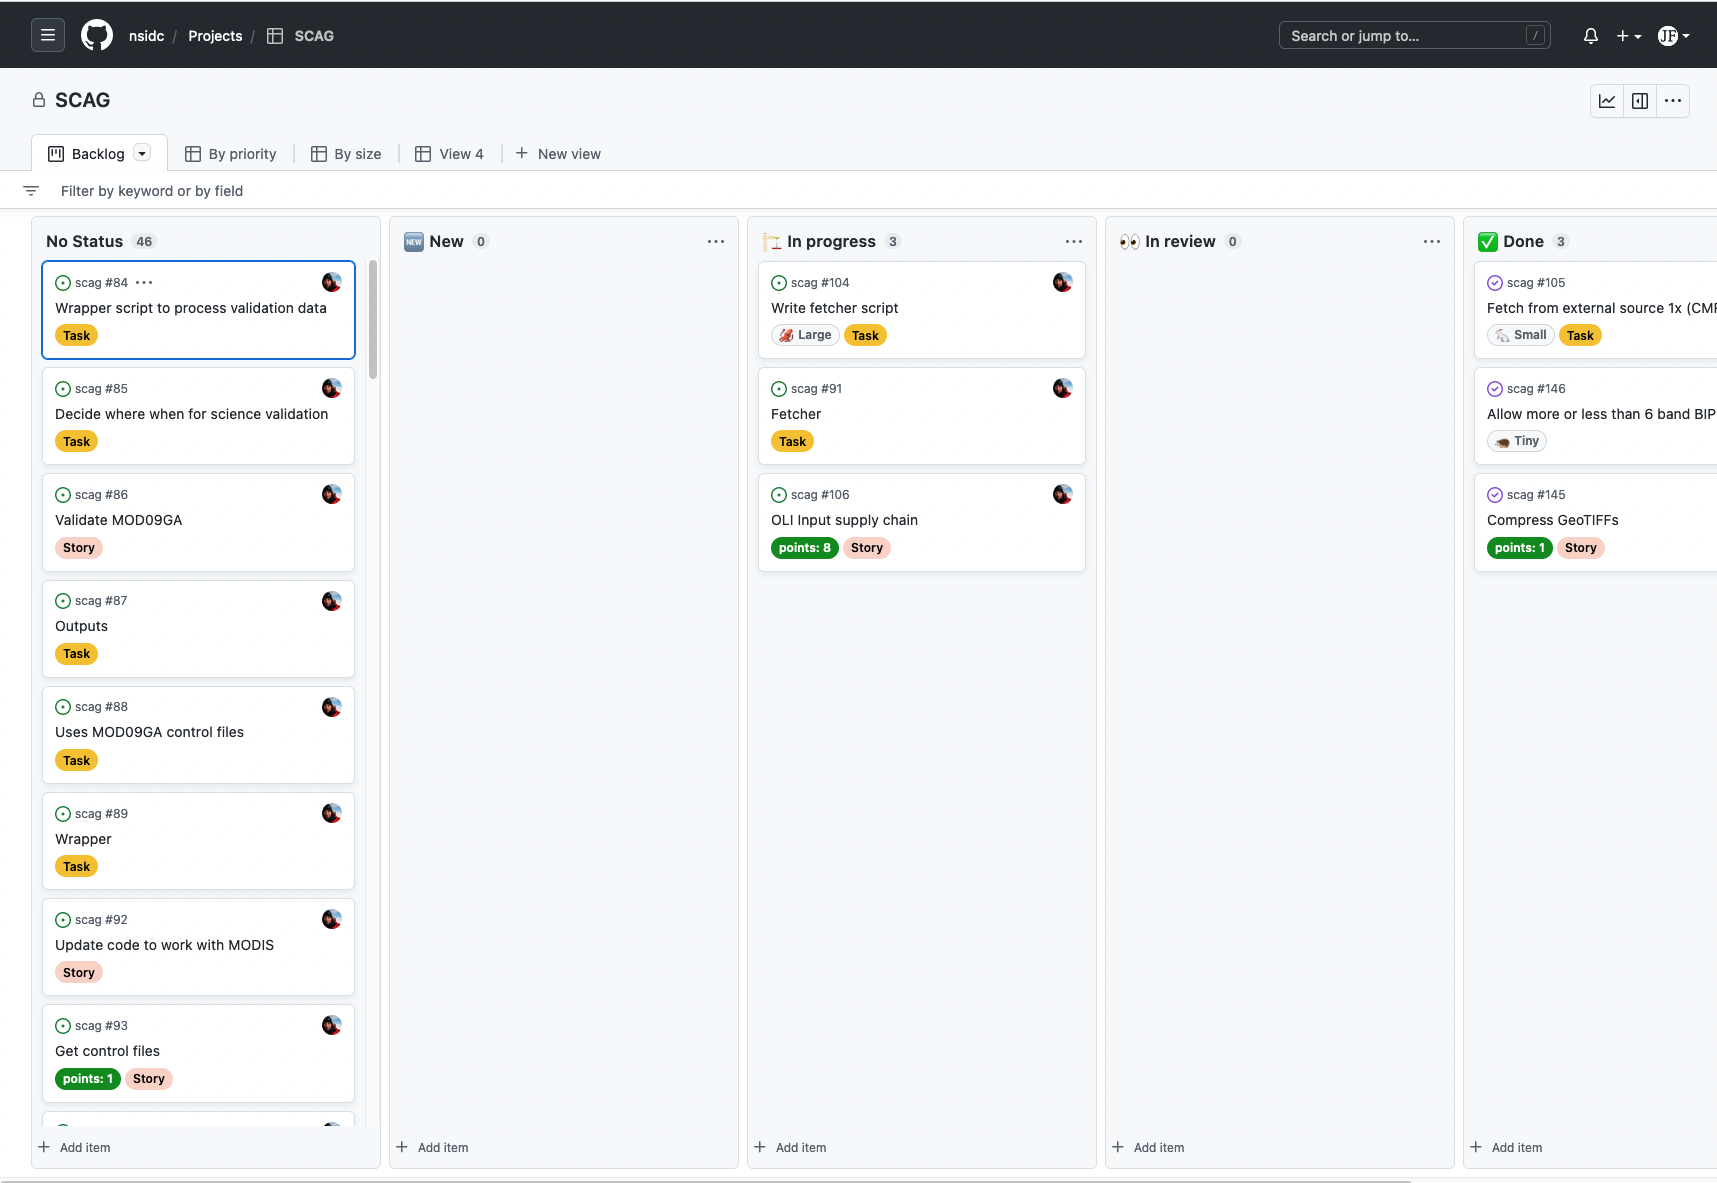 nsidc / Projects / SCAG
Search or jump to... /
JF
SCAG
Backlog
By priority
By size
View 4
New view
Filter by keyword or by field
No Status 46
scag #84
Wrapper script to process validation data
Task
scag #85
Decide where when for science validation
Task
scag #86
Validate MOD09GA
Story
scag #87
Outputs
Task
scag #88
Uses MOD09GA control files
Task
scag #89
Wrapper
Task
scag #92
Update code to work with MODIS
Story
scag #93
Get control files
points: 1 Story
Add item
NEW New 0
Add item
In progress 3
scag #104
Write fetcher script
Large Task
scag #91
Fetcher
Task
scag #106
OLI Input supply chain
points: 8 Story
Add item
In review 0
Add item
Done 3
scag #105
Fetch from external source 1x (CMR
Small Task
scag #146
Allow more or less than 6 band BIP
Tiny
scag #145
Compress GeoTIFFs
points: 1 Story
Add item